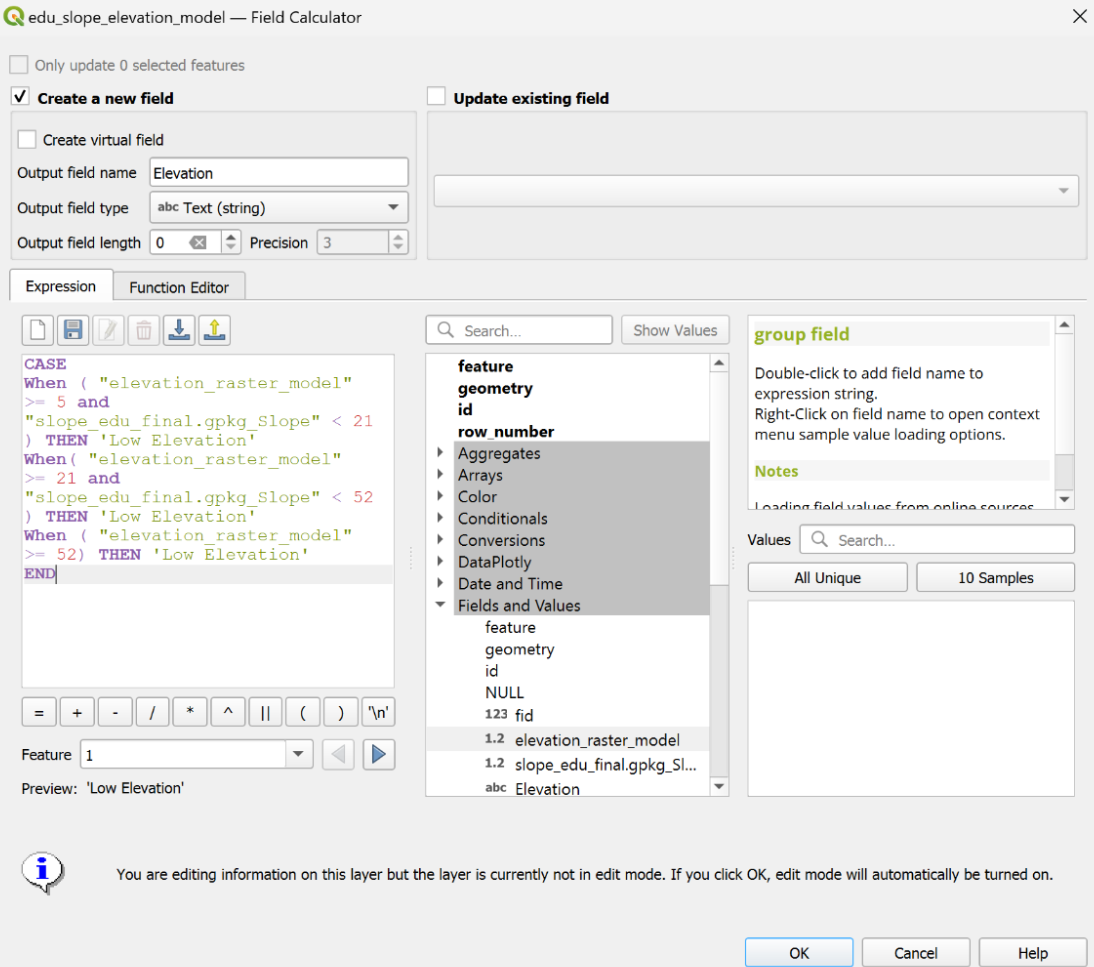 edu_slope_elevation_model — Field Calculator
Only update 0 selected features
Create a new field
Update existing field
Create virtual field
Output field name Elevation
Output field type abc Text (string)
Output field length 0 Precision 3
Expression Function Editor
Search... Show Values
CASE
When ( "elevation_raster_model"
>= 5 and
"slope_edu_final.gpkg_Slope" < 21
) THEN 'Low Elevation'
When( "elevation_raster_model"
>= 21 and
"slope_edu_final.gpkg_Slope" < 52
) THEN 'Low Elevation'
When ( "elevation_raster_model"
>= 52) THEN 'Low Elevation'
END
= + - / * ^ || ( ) '\n'
Feature 1
Preview: 'Low Elevation'
feature
geometry
id
row_number
Aggregates
Arrays
Color
Conditionals
Conversions
DataPlotly
Date and Time
Fields and Values
feature
geometry
id
NULL
123 fid
1.2 elevation_raster_model
1.2 slope_edu_final.gpkg_Sl...
abc Elevation
group field
Double-click to add field name to
expression string.
Right-Click on field name to open context
menu sample value loading options.
Notes
Loading field values from online sources
Values Search...
All Unique 10 Samples
You are editing information on this layer but the layer is currently not in edit mode. If you click OK, edit mode will automatically be turned on.
OK Cancel Help